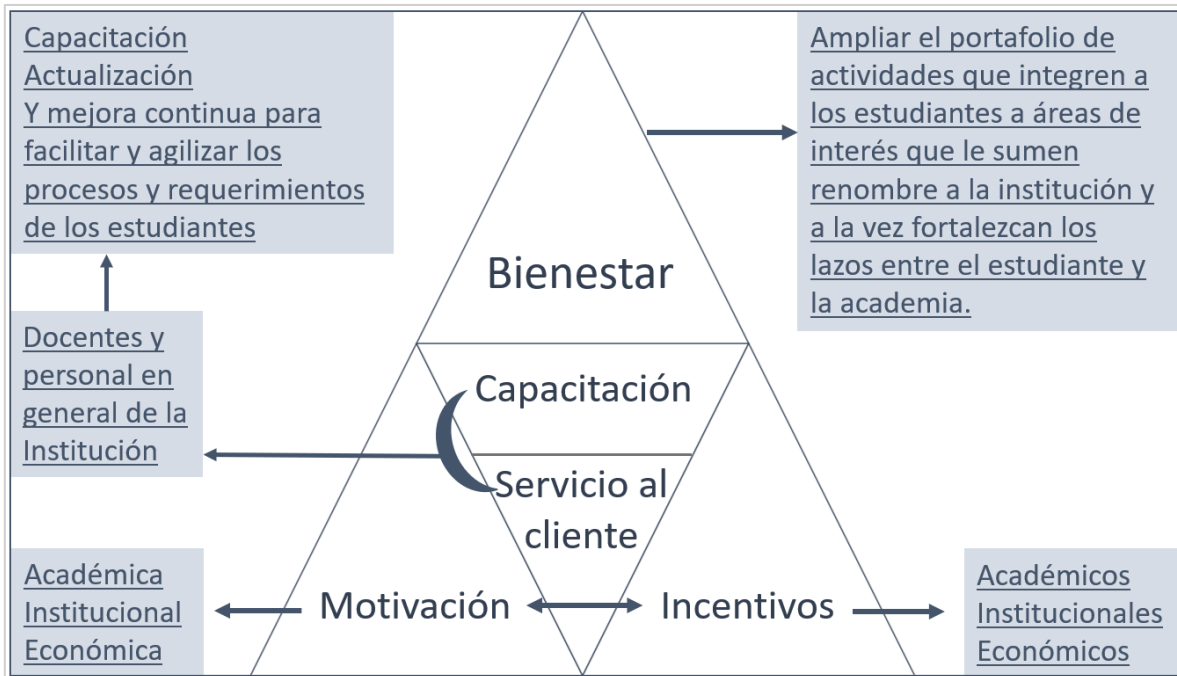 Capacitación
Actualización
Y mejora continua para
facilitar y agilizar los
procesos y requerimientos
de los estudiantes
Ampliar el portafolio de
actividades que integren a
los estudiantes a áreas de
interés que le sumen
renombre a la institución y
a la vez fortalezcan los
lazos entre el estudiante y
la academia.
Bienestar
Docentes y
personal en
general de la
Institución
Capacitación
Servicio al
cliente
Académica
Institucional
Económica
Motivación
Incentivos
Académicos
Institucionales
Económicos